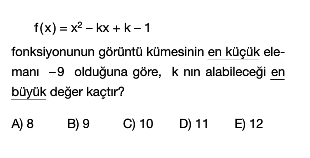 f(x) = x² – kx + k – 1
fonksiyonunun görüntü kümesinin en küçük ele-
manı –9 olduğuna göre, k nın alabileceği en
büyük değer kaçtır?
A) 8 B) 9 C) 10 D) 11 E) 12